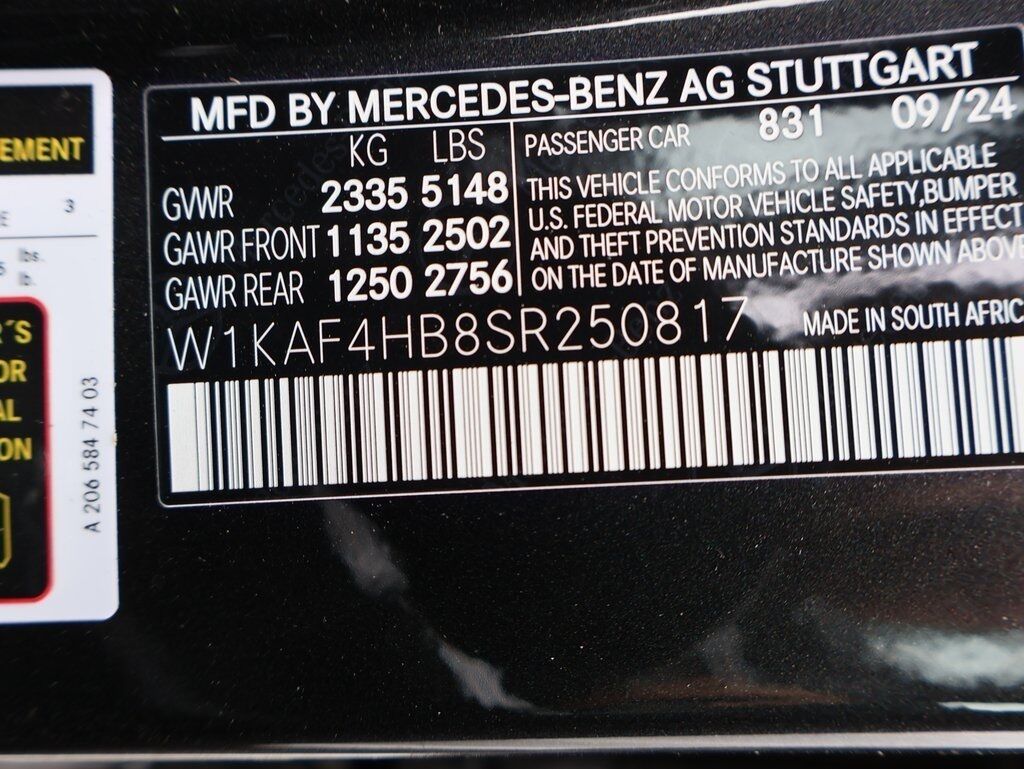 MFD BY MERCEDES-BENZ AG STUTTGART
KG LBS
GVWR 2335 5148
GAWR FRONT 1135 2502
GAWR REAR 1250 2756
PASSENGER CAR 831 09/24
THIS VEHICLE CONFORMS TO ALL APPLICABLE
U.S. FEDERAL MOTOR VEHICLE SAFETY,BUMPER
AND THEFT PREVENTION STANDARDS IN EFFECT
ON THE DATE OF MANUFACTURE SHOWN ABOVE
W1KAF4HB8SR250817
MADE IN SOUTH AFRIC
EMENT
E 3
lbs.
lb.
R´S
OR
AL
ON
A 206 584 74 03